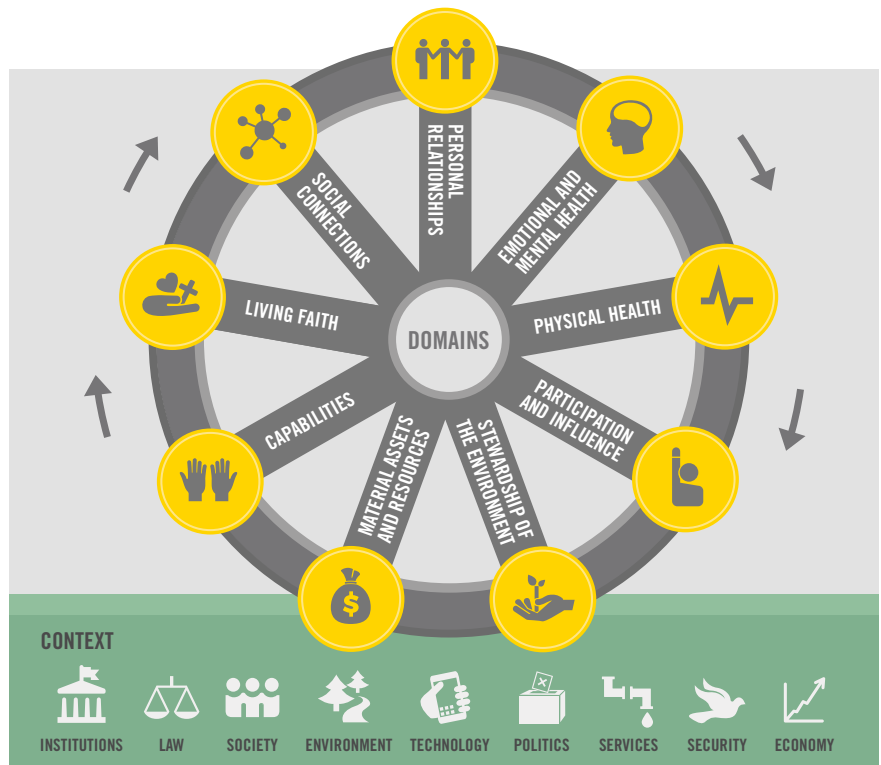 PERSONAL
RELATIONSHIPS
EMOTIONAL AND
MENTAL HEALTH
PHYSICAL HEALTH
PARTICIPATION
AND INFLUENCE
STEWARDSHIP OF
THE ENVIRONMENT
MATERIAL ASSETS
AND RESOURCES
CAPABILITIES
LIVING FAITH
SOCIAL
CONNECTIONS
DOMAINS
$
CONTEXT
INSTITUTIONS
LAW
SOCIETY
ENVIRONMENT
TECHNOLOGY
POLITICS
SERVICES
SECURITY
ECONOMY